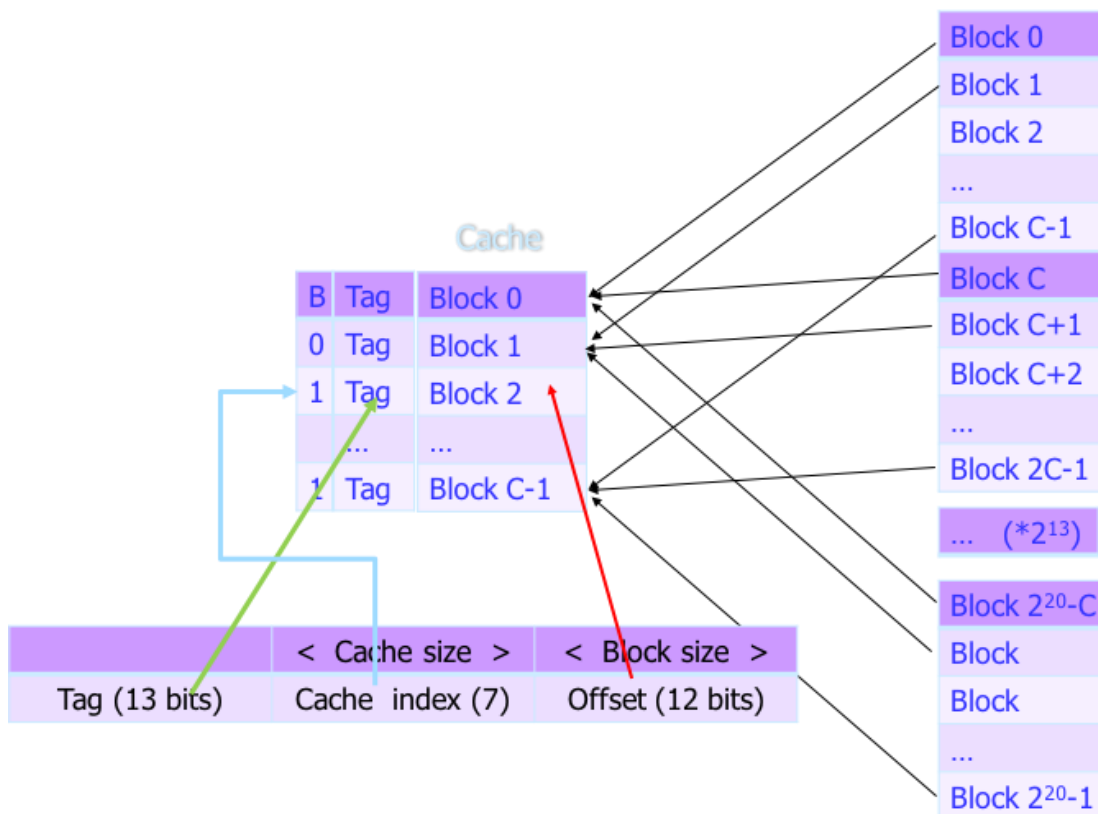 Cache
B Tag Block 0
0 Tag Block 1
1 Tag Block 2
... ...
1 Tag Block C-1
< Cache size > < Block size >
Tag (13 bits) Cache index (7) Offset (12 bits)
Block 0
Block 1
Block 2
...
Block C-1
Block C
Block C+1
Block C+2
...
Block 2C-1
... (*2¹³)
Block 2²⁰-C
Block
Block
...
Block 2²⁰-1